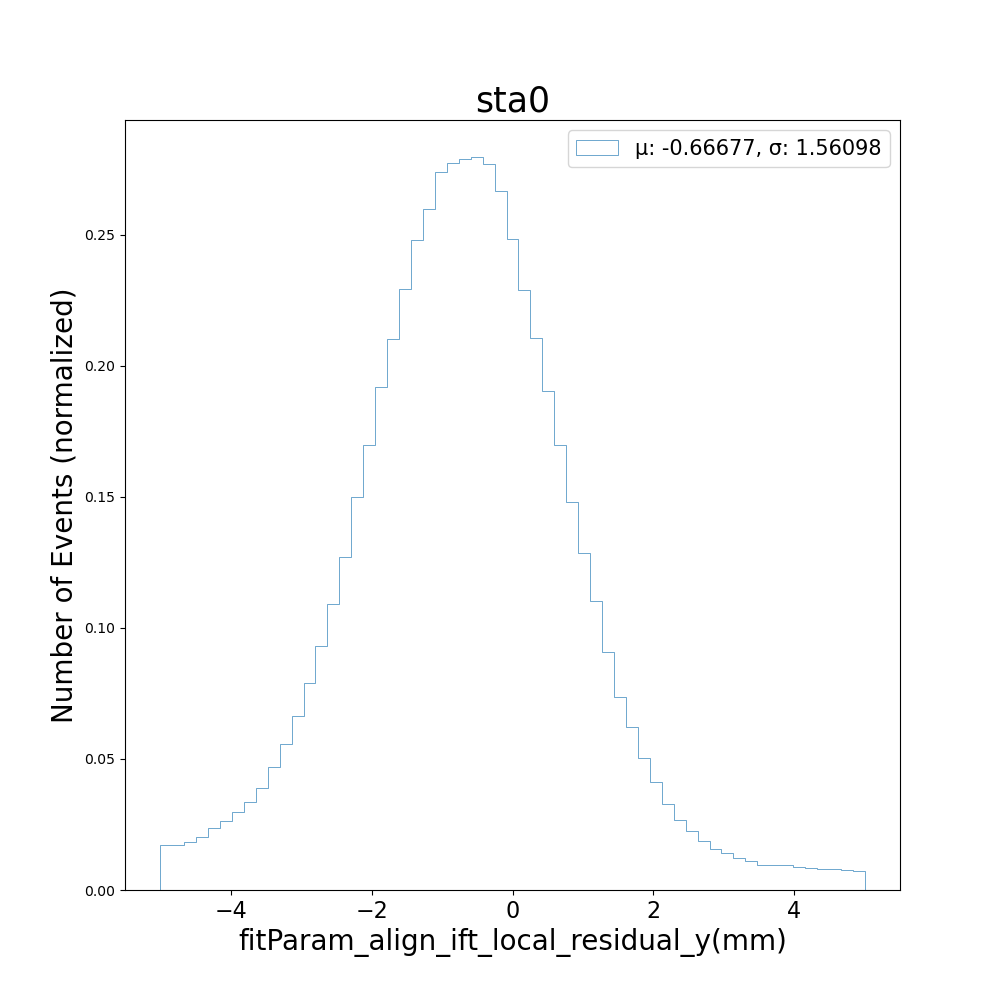 sta0
μ: -0.66677, σ: 1.56098
Number of Events (normalized)
0.25
0.20
0.15
0.10
0.05
0.00
−4 −2 0 2 4
fitParam_align_ift_local_residual_y(mm)